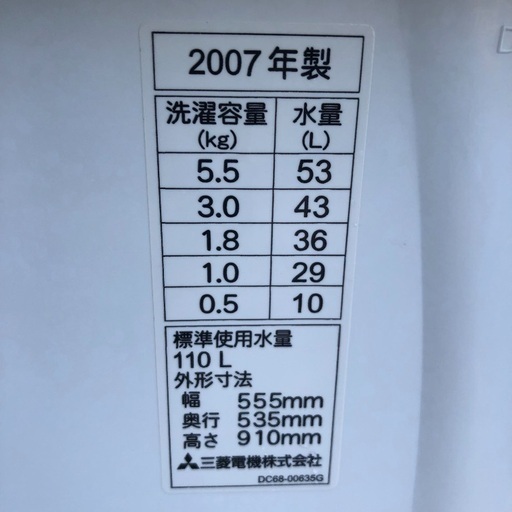 2007年製
洗濯容量 水量
(kg) (L)
5.5 53
3.0 43
1.8 36
1.0 29
0.5 10
標準使用水量
110 L
外形寸法
幅 555mm
奥行 535mm
高さ 910mm
三菱電機株式会社
DC68-00635G